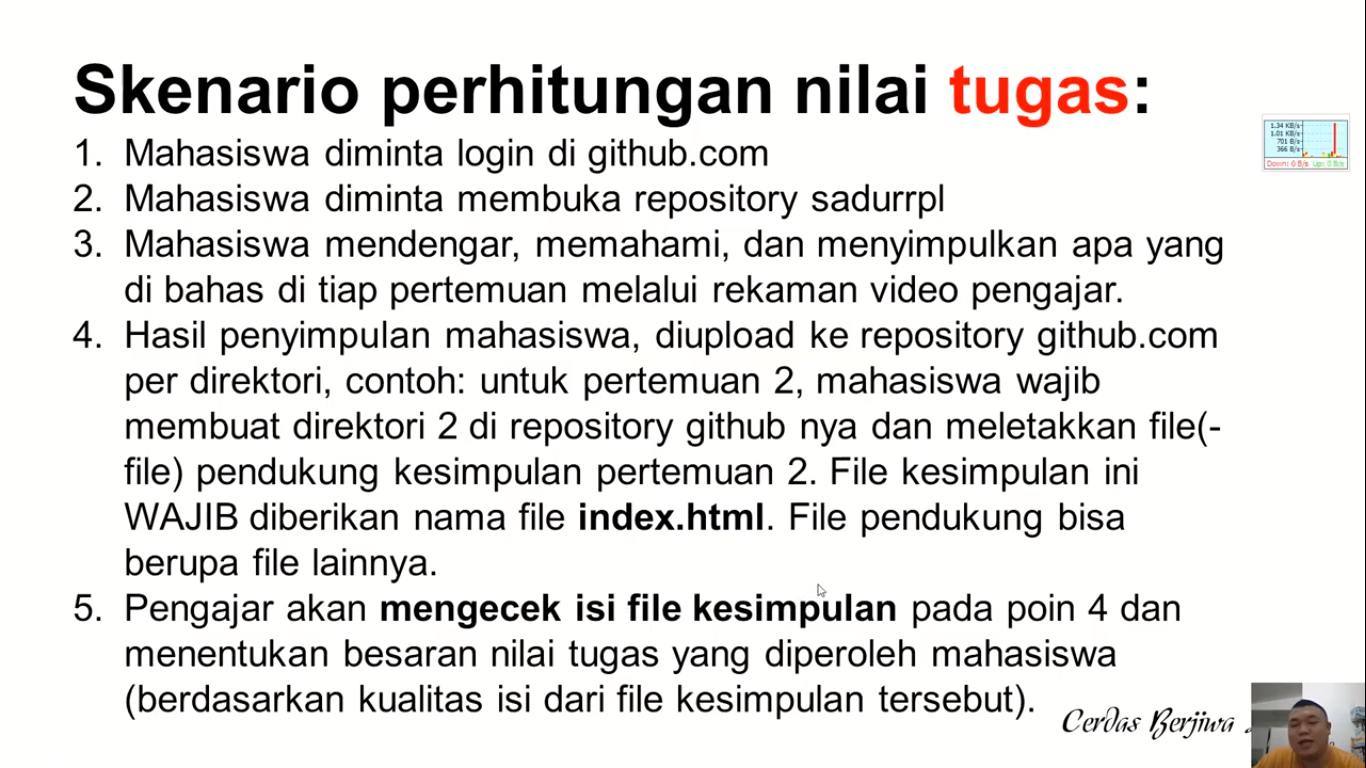 Skenario perhitungan nilai tugas:
1. Mahasiswa diminta login di github.com
2. Mahasiswa diminta membuka repository sadurrpl
3. Mahasiswa mendengar, memahami, dan menyimpulkan apa yang
di bahas di tiap pertemuan melalui rekaman video pengajar.
4. Hasil penyimpulan mahasiswa, diupload ke repository github.com
per direktori, contoh: untuk pertemuan 2, mahasiswa wajib
membuat direktori 2 di repository github nya dan meletakkan file(-
file) pendukung kesimpulan pertemuan 2. File kesimpulan ini
WAJIB diberikan nama file index.html. File pendukung bisa
berupa file lainnya.
5. Pengajar akan mengecek isi file kesimpulan pada poin 4 dan
menentukan besaran nilai tugas yang diperoleh mahasiswa
(berdasarkan kualitas isi dari file kesimpulan tersebut).
1.34 KB/s
1.01 KB/s
701 B/s
366 B/s
Down: 0 B/s Up: 0 B/s
Cerdas Berjiwa